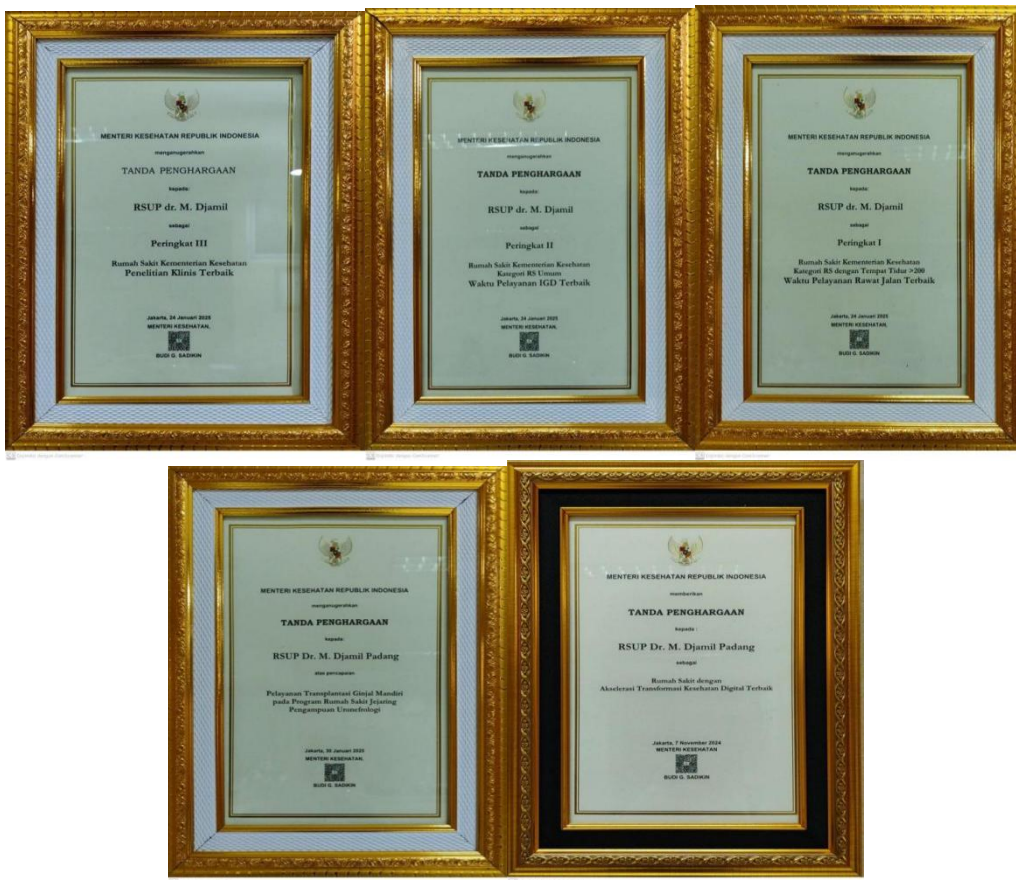 MENTERI KESEHATAN REPUBLIK INDONESIA
menganugerahkan
TANDA PENGHARGAAN
kepada:
RSUP dr. M. Djamil
sebagai
Peringkat III
Rumah Sakit Kementerian Kesehatan
Penelitian Klinis Terbaik
Jakarta, 24 Januari 2025
MENTERI KESEHATAN,
BUDI G. SADIKIN
MENTERI KESEHATAN REPUBLIK INDONESIA
menganugerahkan
TANDA PENGHARGAAN
kepada:
RSUP dr. M. Djamil
sebagai
Peringkat II
Rumah Sakit Kementerian Kesehatan
Kategori RS Umum
Waktu Pelayanan IGD Terbaik
Jakarta, 24 Januari 2025
MENTERI KESEHATAN,
BUDI G. SADIKIN
MENTERI KESEHATAN REPUBLIK INDONESIA
menganugerahkan
TANDA PENGHARGAAN
kepada:
RSUP dr. M. Djamil
sebagai
Peringkat I
Rumah Sakit Kementerian Kesehatan
Kategori RS dengan Tempat Tidur >200
Waktu Pelayanan Rawat Jalan Terbaik
Jakarta, 24 Januari 2025
MENTERI KESEHATAN,
BUDI G. SADIKIN
MENTERI KESEHATAN REPUBLIK INDONESIA
menganugerahkan
TANDA PENGHARGAAN
kepada:
RSUP Dr. M. Djamil Padang
atas pencapaian
Pelayanan Transplantasi Ginjal Mandiri
pada Program Rumah Sakit Jejaring
Pengampuan Uronefrologi
Jakarta, 30 Januari 2025
MENTERI KESEHATAN,
BUDI G. SADIKIN
MENTERI KESEHATAN REPUBLIK INDONESIA
memberikan
TANDA PENGHARGAAN
kepada :
RSUP Dr. M. Djamil Padang
sebagai
Rumah Sakit dengan
Akselerasi Transformasi Kesehatan Digital Terbaik
Jakarta, 7 November 2024
MENTERI KESEHATAN
BUDI G. SADIKIN